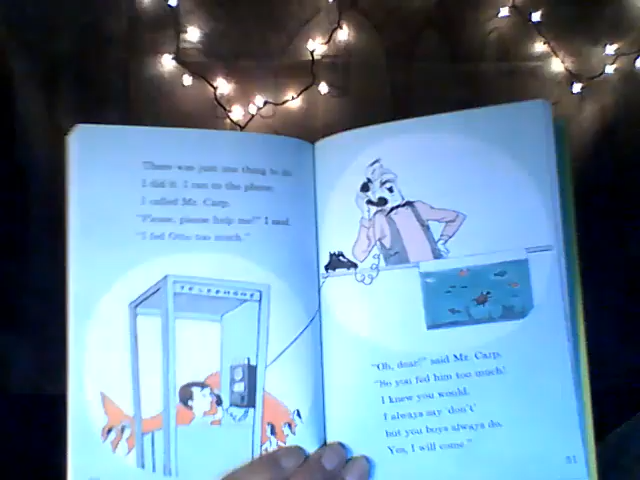 There was just one thing to do.
I did it. I ran to the phone.
I called Mr. Carp.
"Please, please help me!" I said.
"I fed Otto too much."
TELEPHONE
"Oh, dear!" said Mr. Carp.
"So you fed him too much!
I knew you would.
I always say 'don't'
but you boys always do.
Yes, I will come."
51